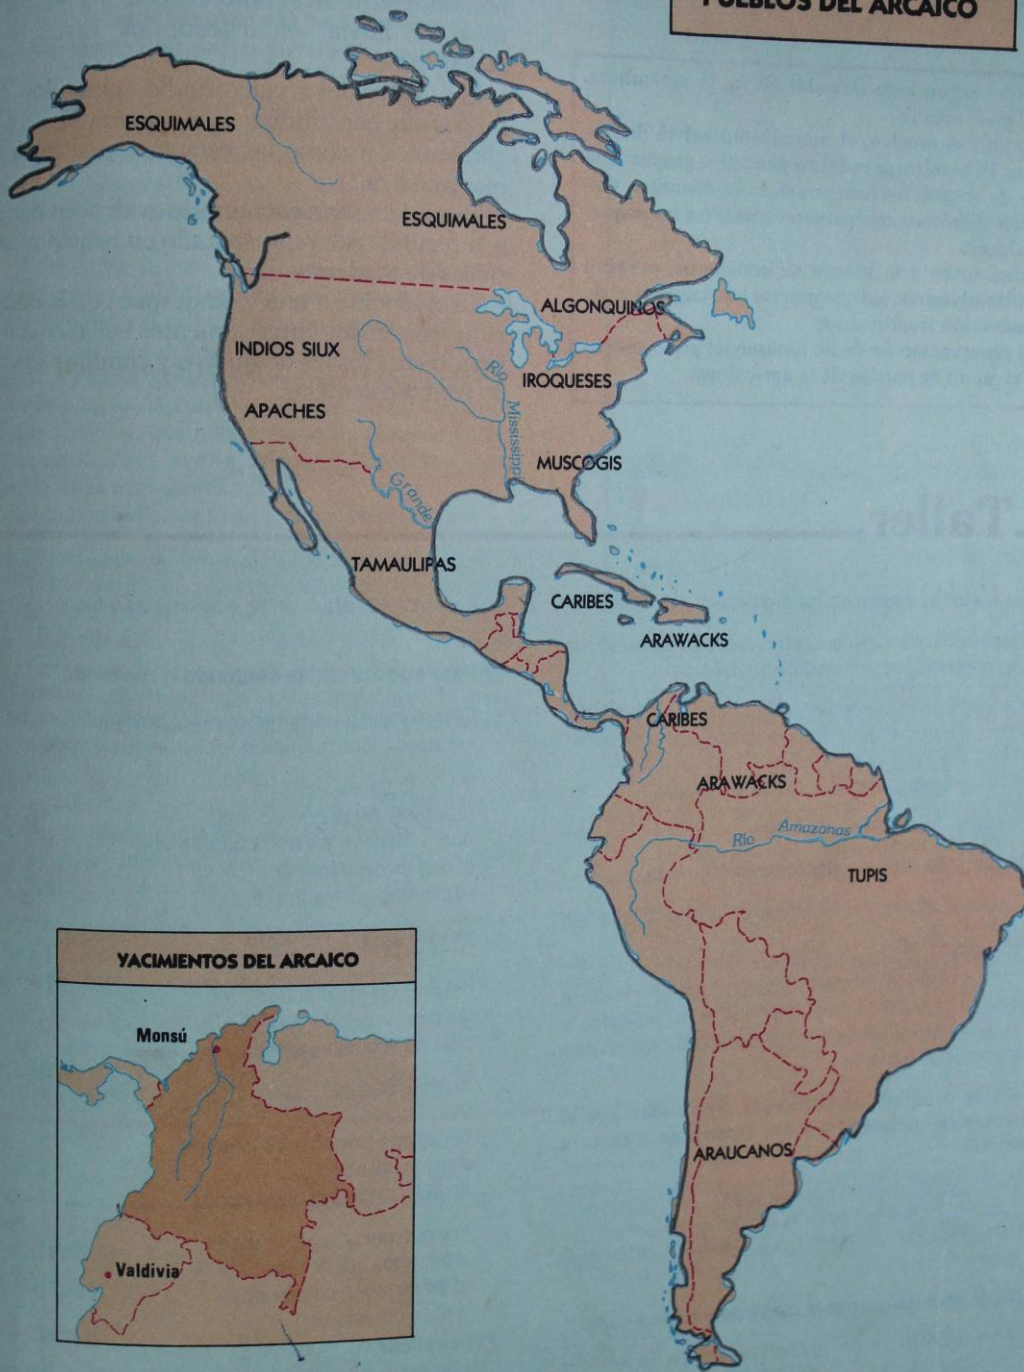 PUEBLOS DEL ARCAICO
ESQUIMALES
ESQUIMALES
ALGONQUINOS
INDIOS SIUX
Río
Mississippi
IROQUESES
APACHES
MUSCOGIS
Grande
TAMAULIPAS
CARIBES
ARAWACKS
CARIBES
ARAWACKS
Río Amazonas
TUPIS
ARAUCANOS
YACIMIENTOS DEL ARCAICO
Monsú
Valdivia
Taller